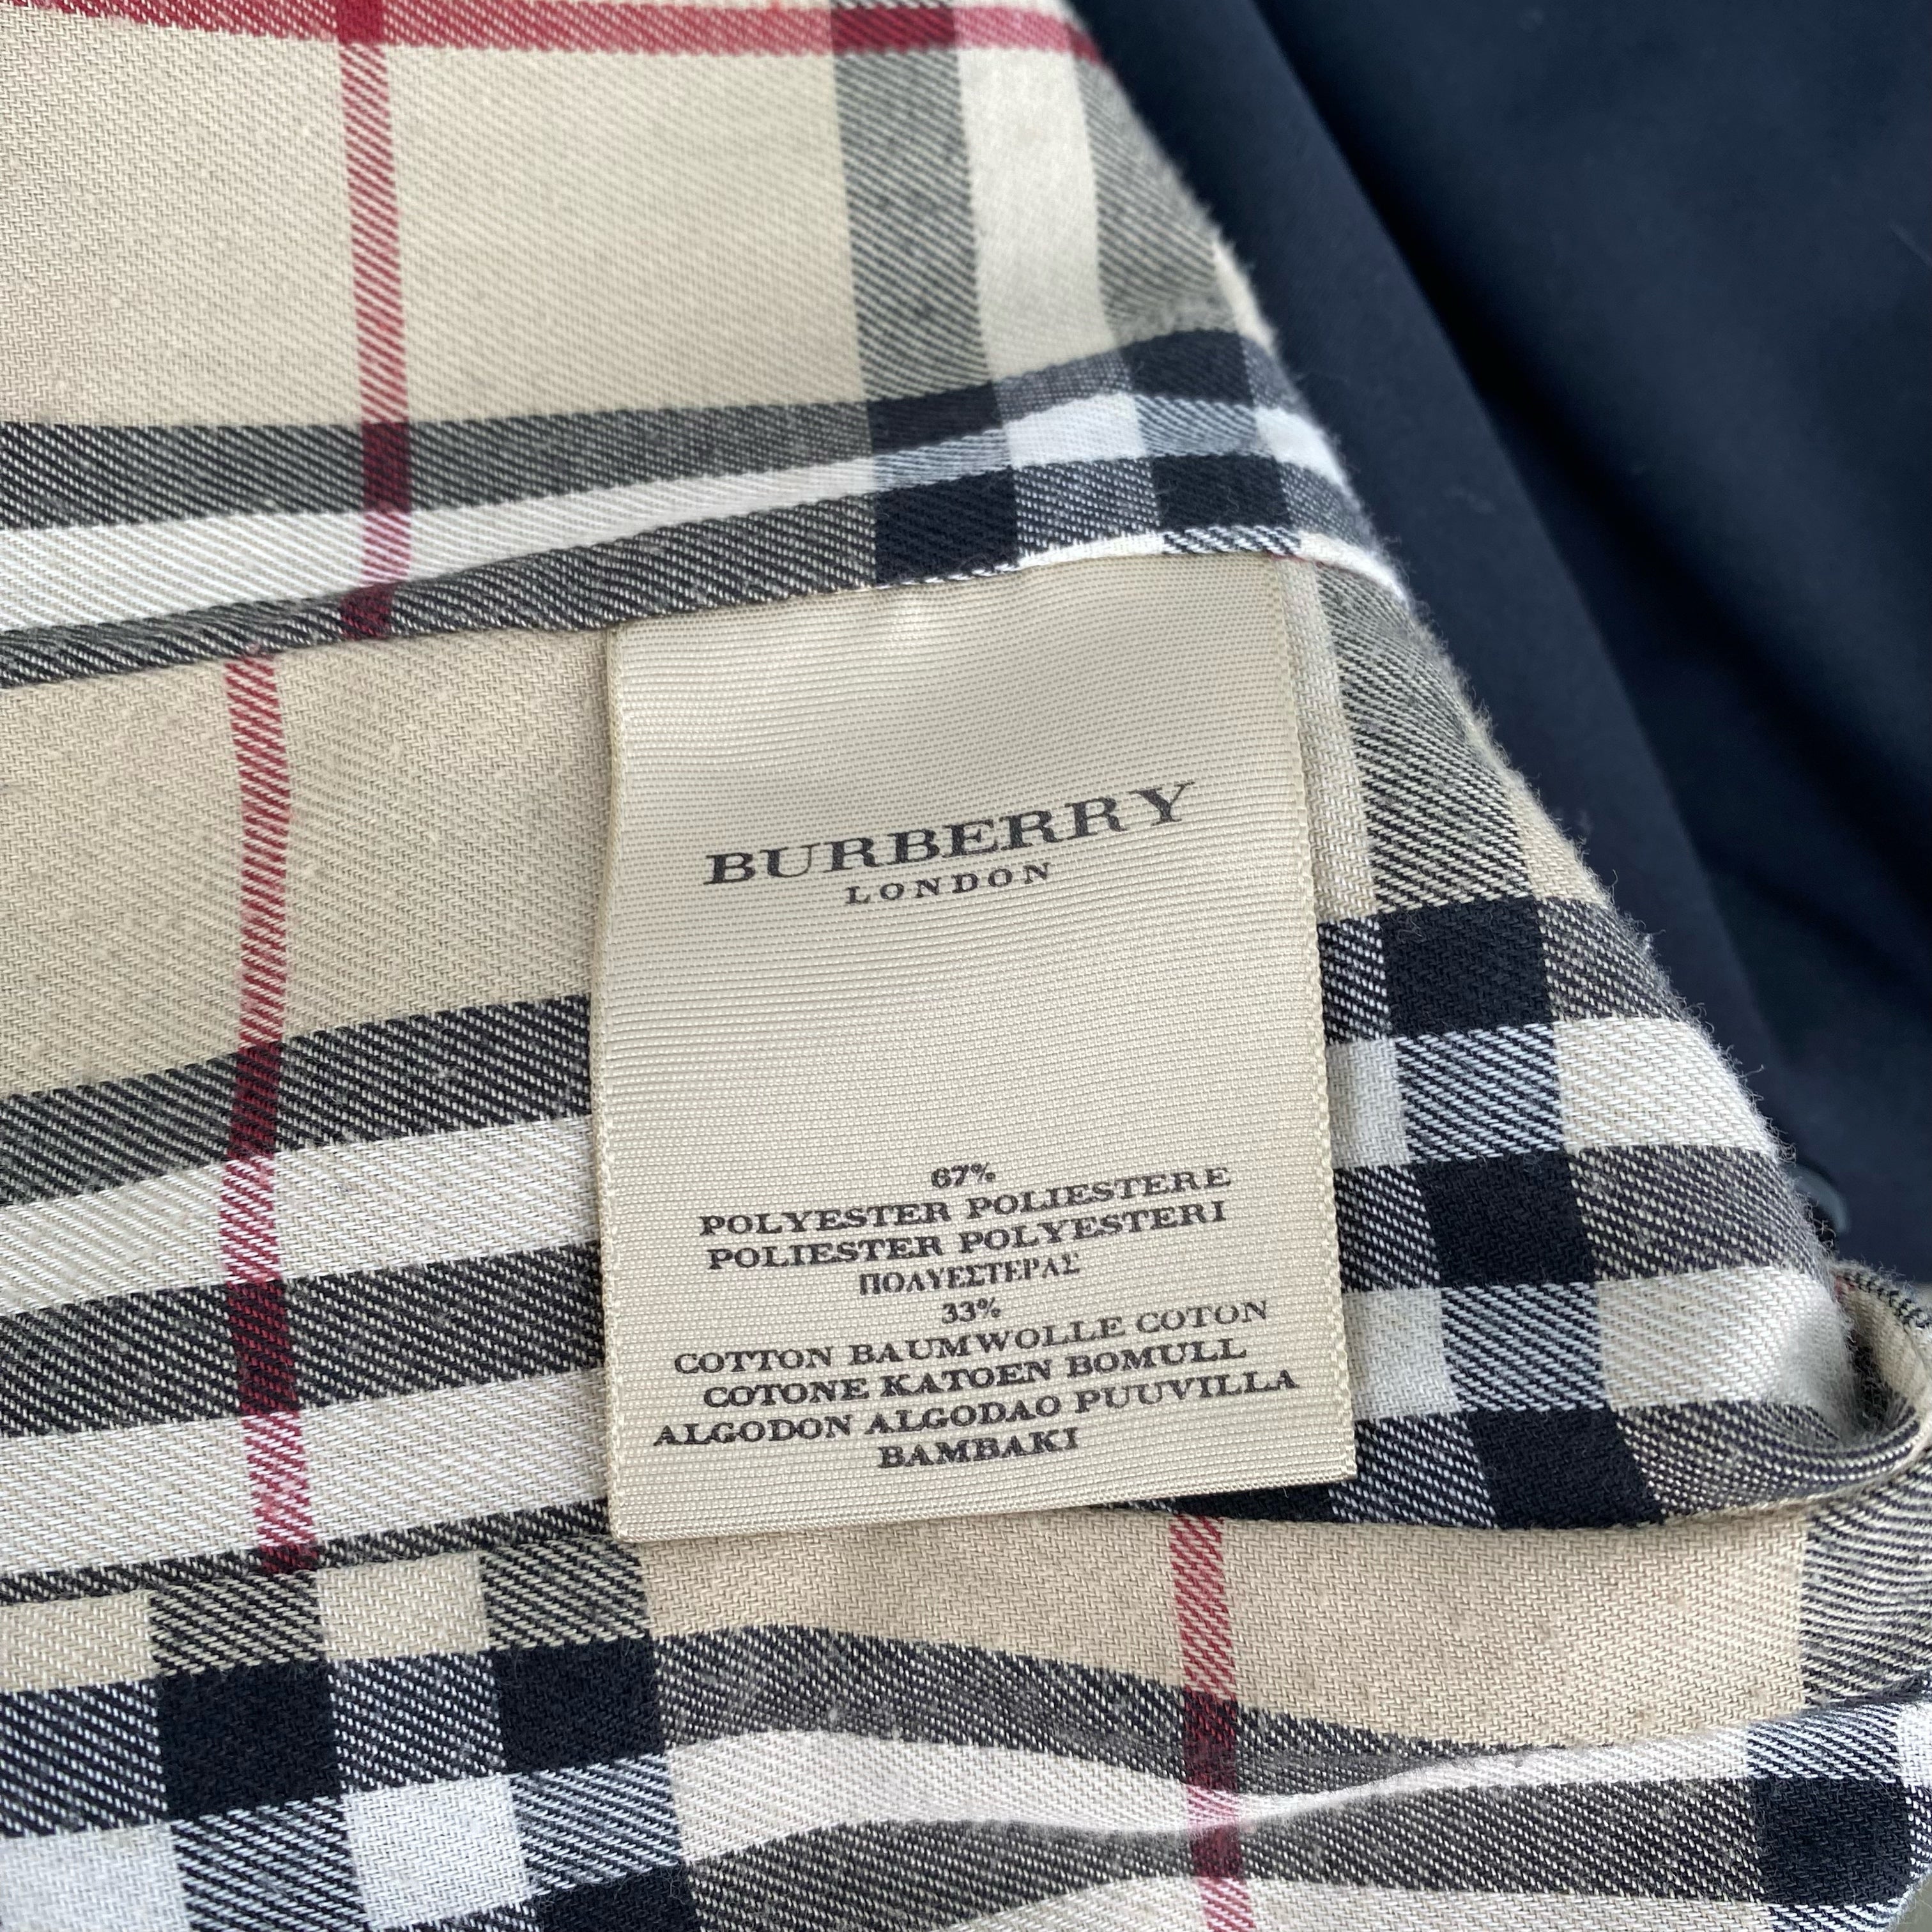 BURBERRY
LONDON
67%
POLYESTER POLIESTERE
POLIESTER POLYESTERI
ΠΟΛΥΕΣΤΕΡΑΣ
33%
COTTON BAUMWOLLE COTON
COTONE KATOEN BOMULL
ALGODON ALGODAO PUUVILLA
BAMBAKI